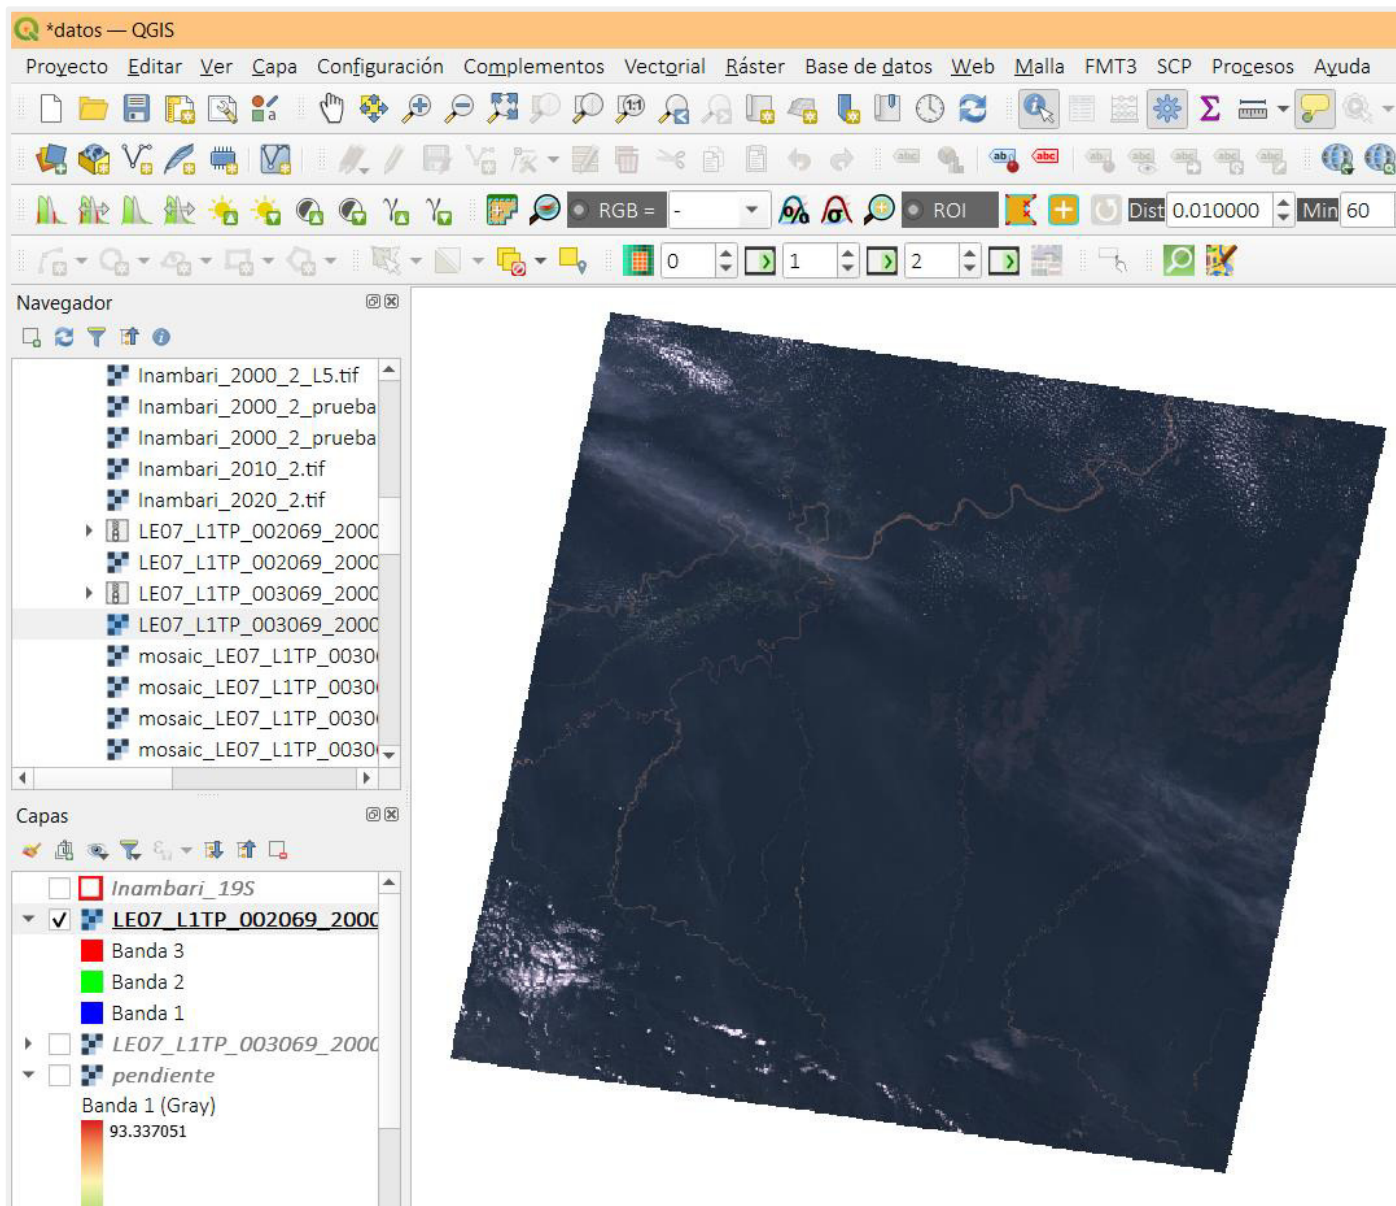 *datos — QGIS
Proyecto Editar Ver Capa Configuración Complementos Vectorial Ráster Base de datos Web Malla FMT3 SCP Procesos Ayuda
RGB = - ROI Dist 0.010000 Min 60
0 1 2
Navegador
Inambari_2000_2_L5.tif
Inambari_2000_2_prueba
Inambari_2000_2_prueba
Inambari_2010_2.tif
Inambari_2020_2.tif
LE07_L1TP_002069_2000
LE07_L1TP_002069_2000
LE07_L1TP_003069_2000
LE07_L1TP_003069_2000
mosaic_LE07_L1TP_0030
mosaic_LE07_L1TP_0030
mosaic_LE07_L1TP_0030
mosaic_LE07_L1TP_0030
Capas
Inambari_19S
LE07_L1TP_002069_2000
Banda 3
Banda 2
Banda 1
LE07_L1TP_003069_2000
pendiente
Banda 1 (Gray)
93.337051